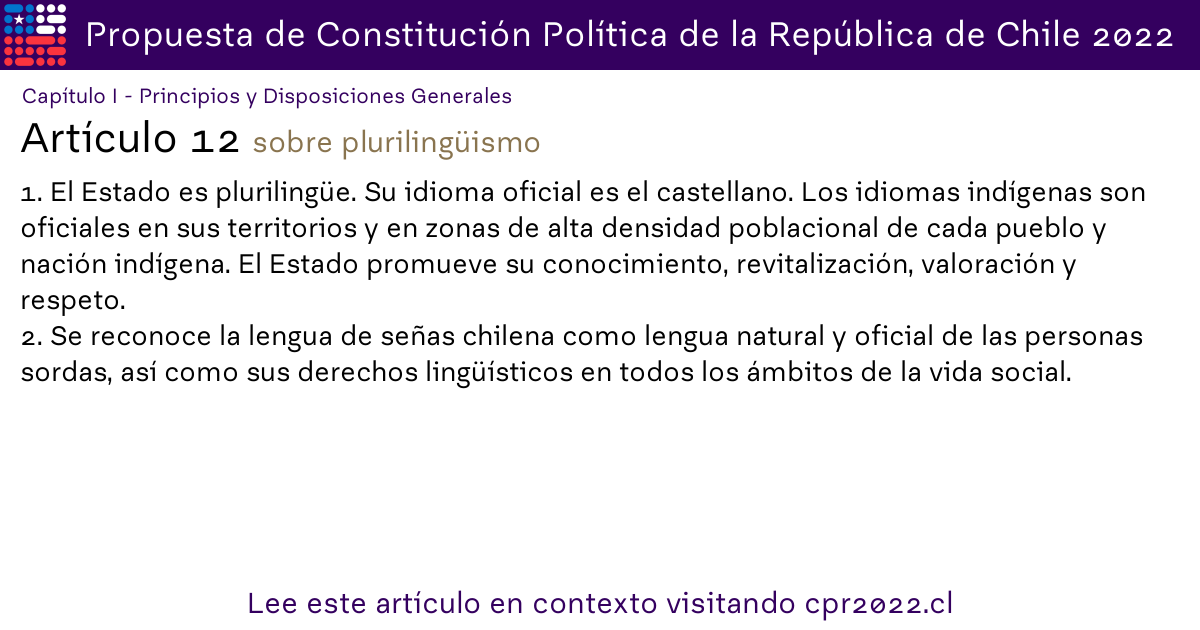 Propuesta de Constitución Política de la República de Chile 2022
Capítulo I - Principios y Disposiciones Generales
Artículo 12 sobre plurilingüismo
1. El Estado es plurilingüe. Su idioma oficial es el castellano. Los idiomas indígenas son
oficiales en sus territorios y en zonas de alta densidad poblacional de cada pueblo y
nación indígena. El Estado promueve su conocimiento, revitalización, valoración y
respeto.
2. Se reconoce la lengua de señas chilena como lengua natural y oficial de las personas
sordas, así como sus derechos lingüísticos en todos los ámbitos de la vida social.
Lee este artículo en contexto visitando cpr2022.cl